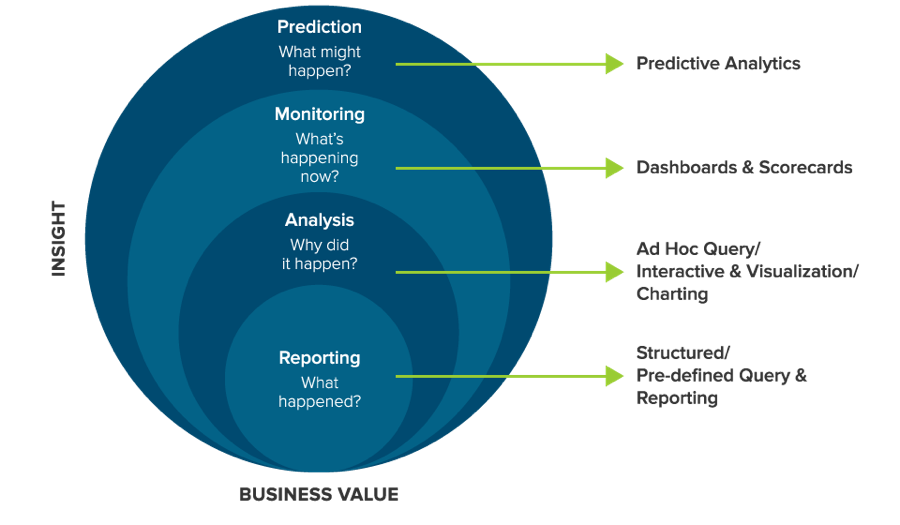 Prediction
What might
happen?
Predictive Analytics
Monitoring
What's
happening
now?
Dashboards & Scorecards
Analysis
Why did
it happen?
Ad Hoc Query/
Interactive & Visualization/
Charting
Reporting
What
happened?
Structured/
Pre-defined Query &
Reporting
INSIGHT
BUSINESS VALUE